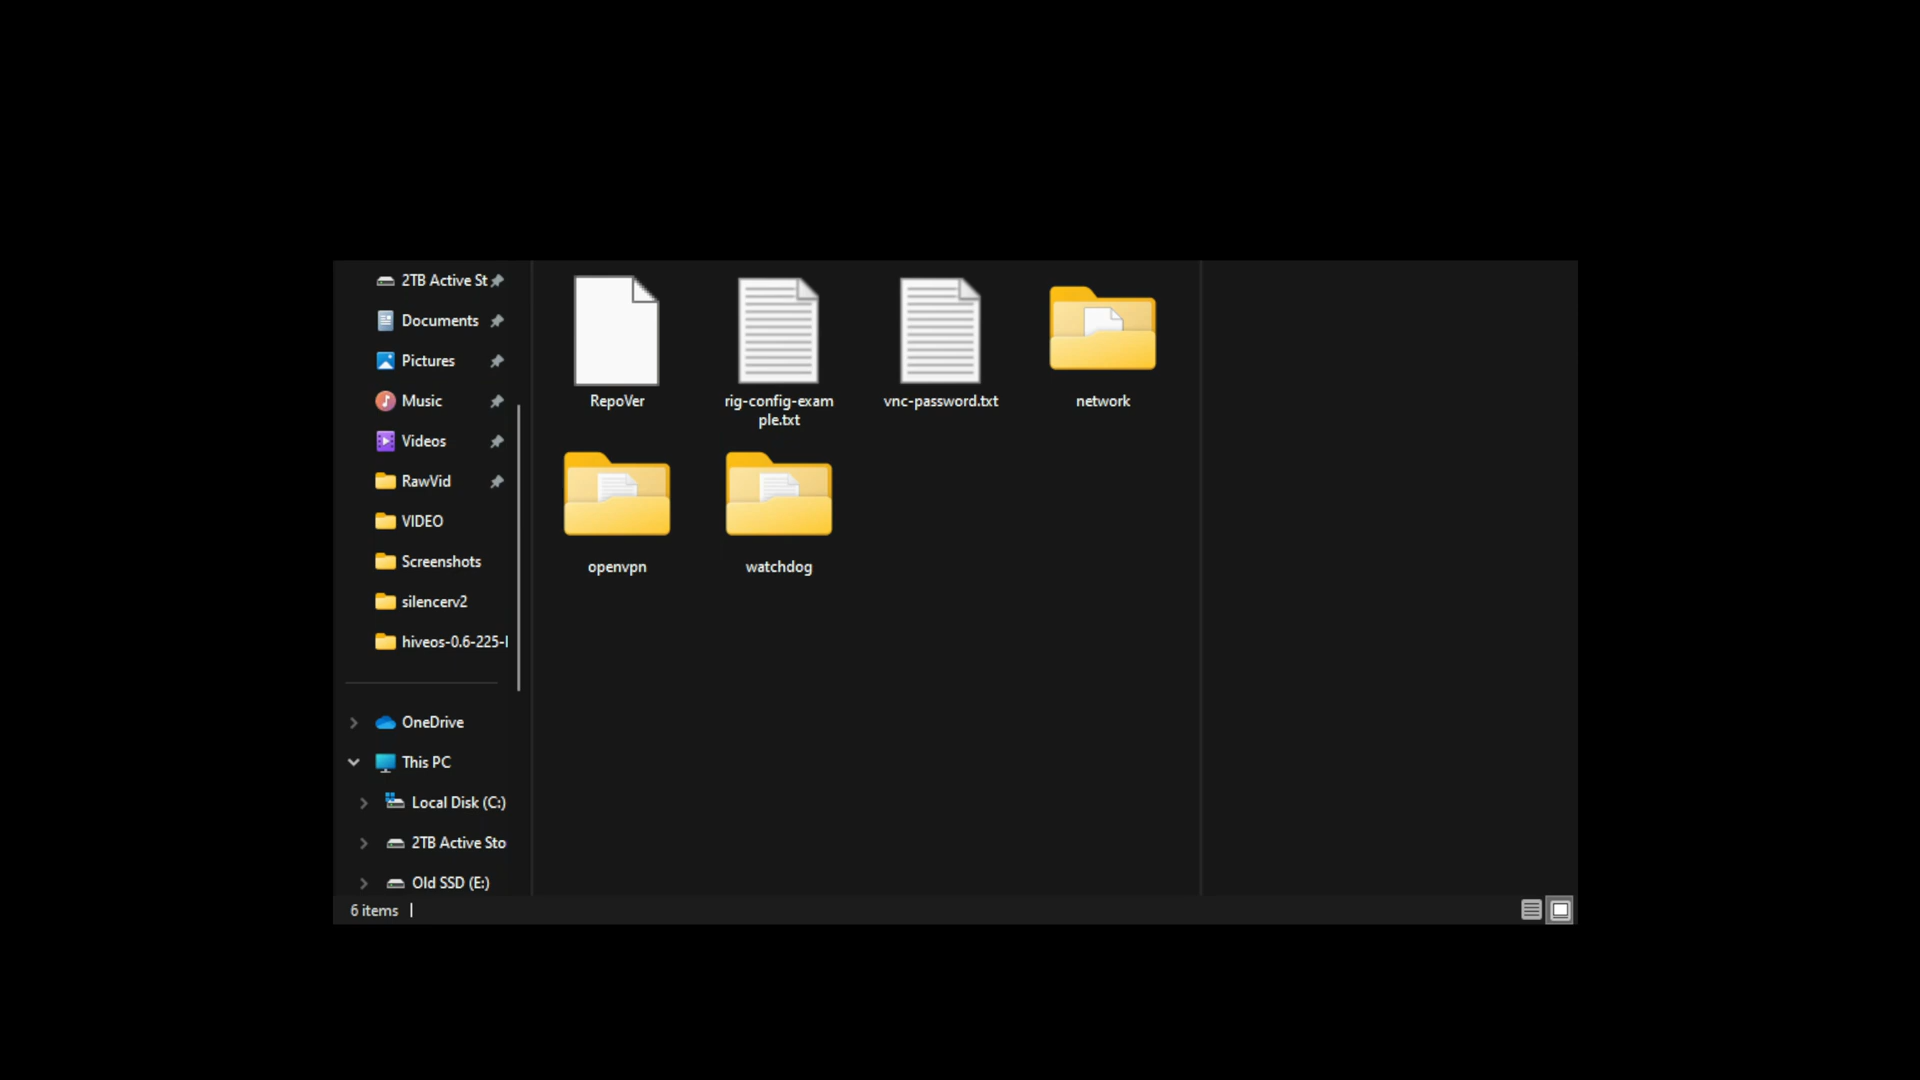 2TB Active St
Documents
Pictures
Music
Videos
RawVid
VIDEO
Screenshots
silencerv2
hiveos-0.6-225-
OneDrive
This PC
Local Disk (C:)
2TB Active Sto
Old SSD (E:)
RepoVer
rig-config-exam
ple.txt
vnc-password.txt
network
openvpn
watchdog
6 items